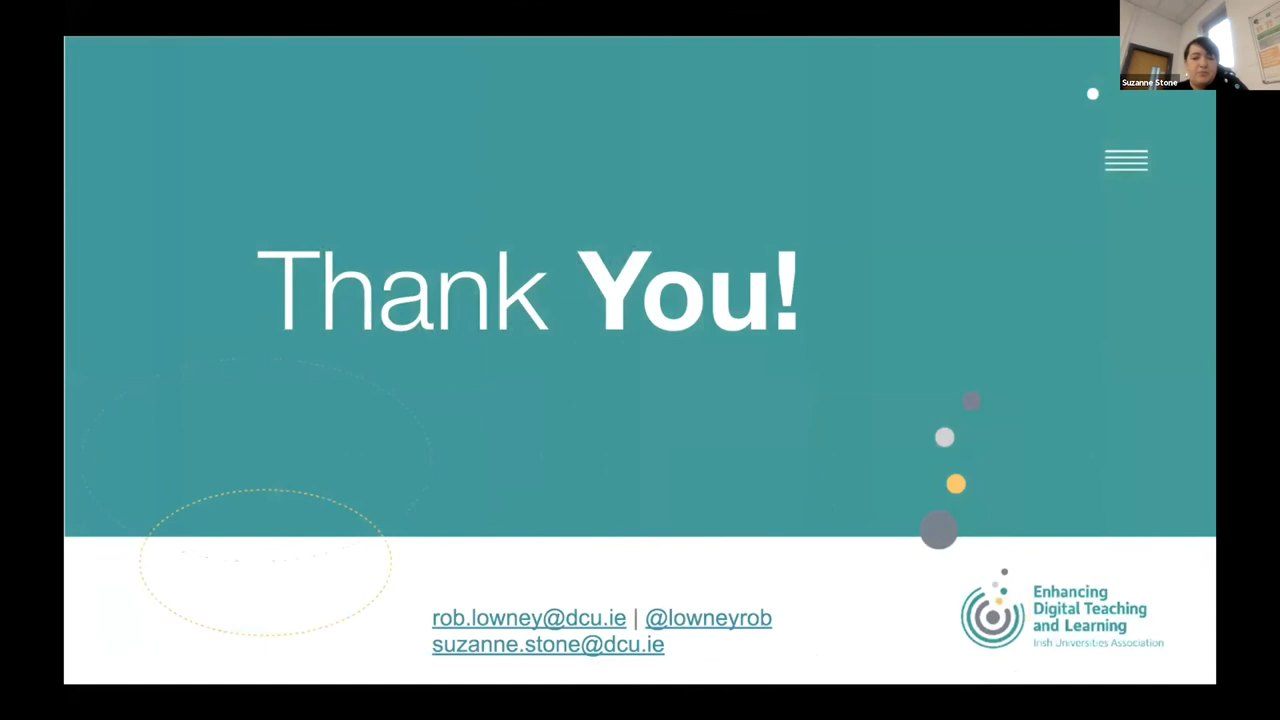 Suzanne Stone
Thank You!
rob.lowney@dcu.ie | @lowneyrob
suzanne.stone@dcu.ie
Enhancing
Digital Teaching
and Learning
Irish Universities Association